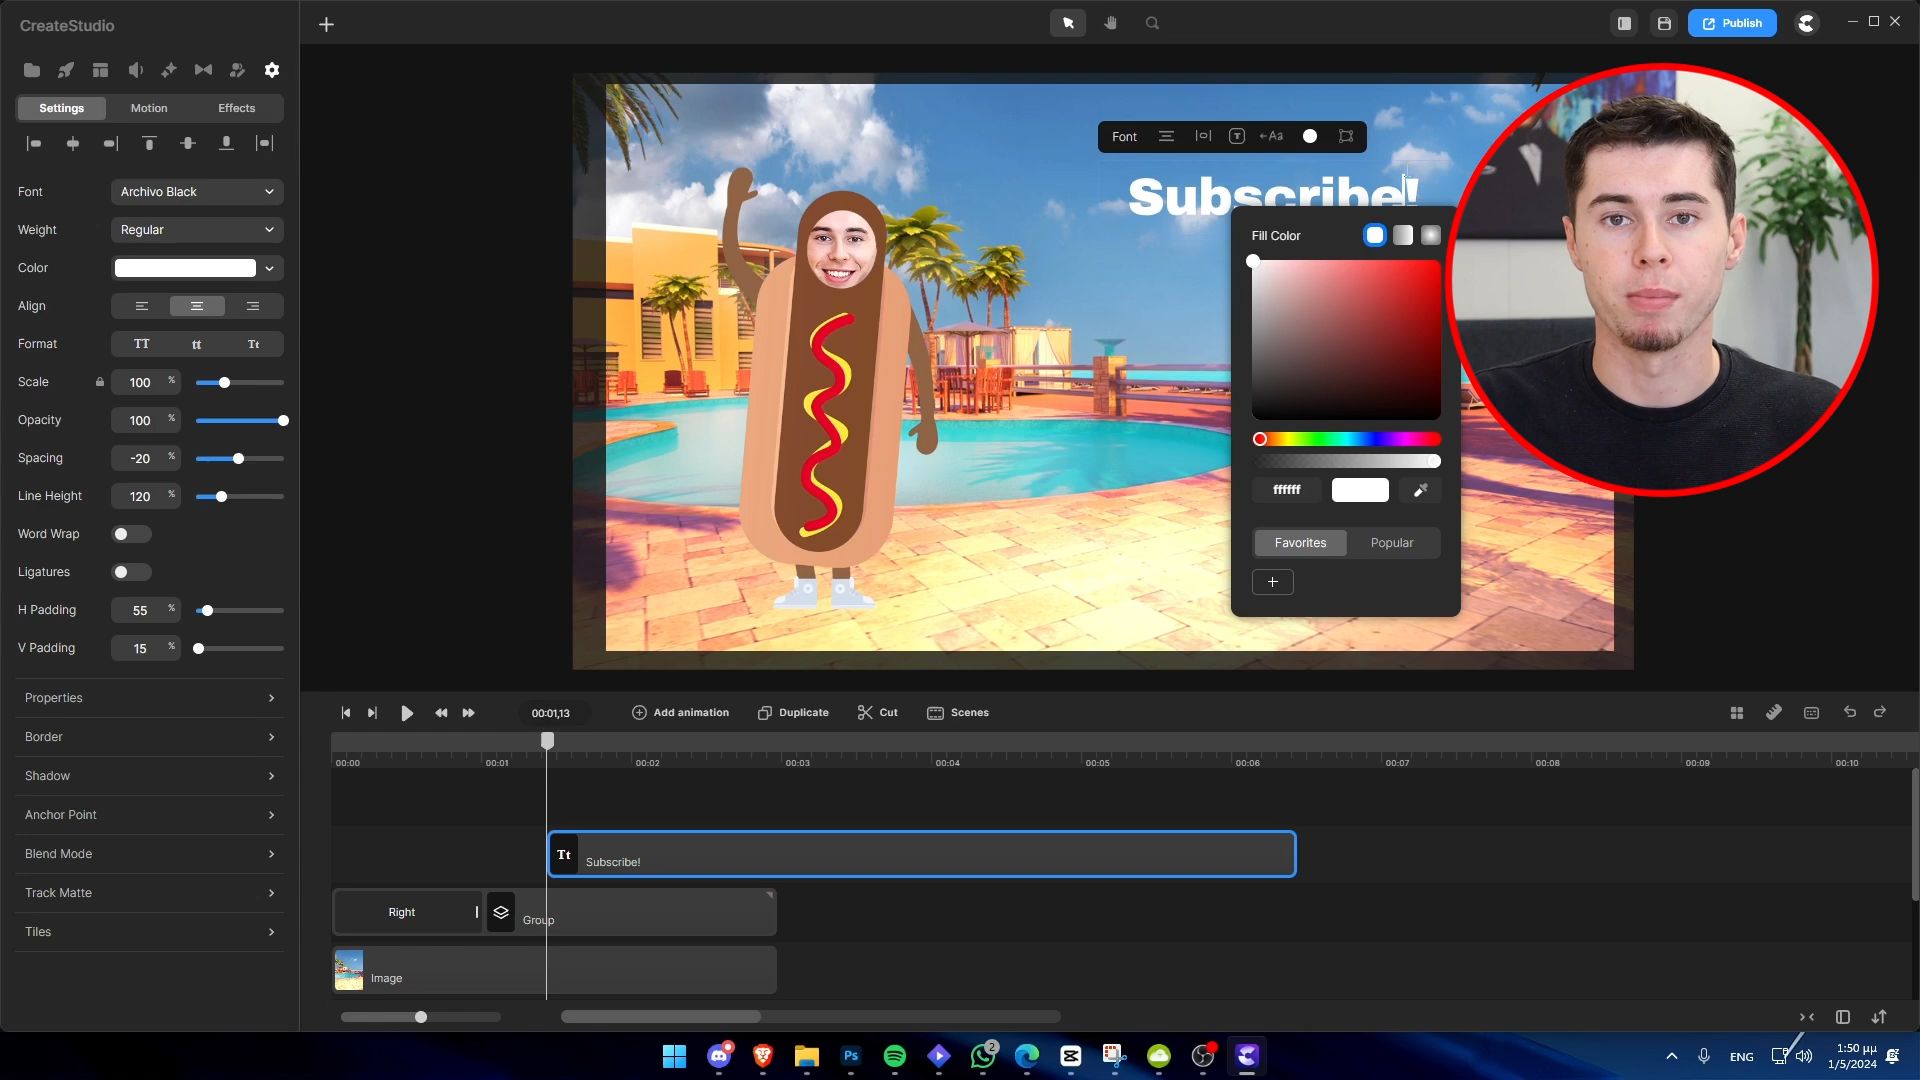 CreateStudio
Publish
Settings Motion Effects
Font Archivo Black
Weight Regular
Color
Align
Format TT tt Tt
Scale 100 %
Opacity 100 %
Spacing -20 %
Line Height 120 %
Word Wrap
Ligatures
H Padding 55 %
V Padding 15 %
Properties
Border
Shadow
Anchor Point
Blend Mode
Track Matte
Tiles
Font T Aa
Subscribe!
Fill Color
ffffff
Favorites Popular
+
00:01,13 Add animation Duplicate Cut Scenes
00:00 00:01 00:02 00:03 00:04 00:05 00:06 00:07 00:08 00:09 00:10
Tt Subscribe!
Right Group
Image
Ps 2
ENG 1:50 μμ
1/5/2024